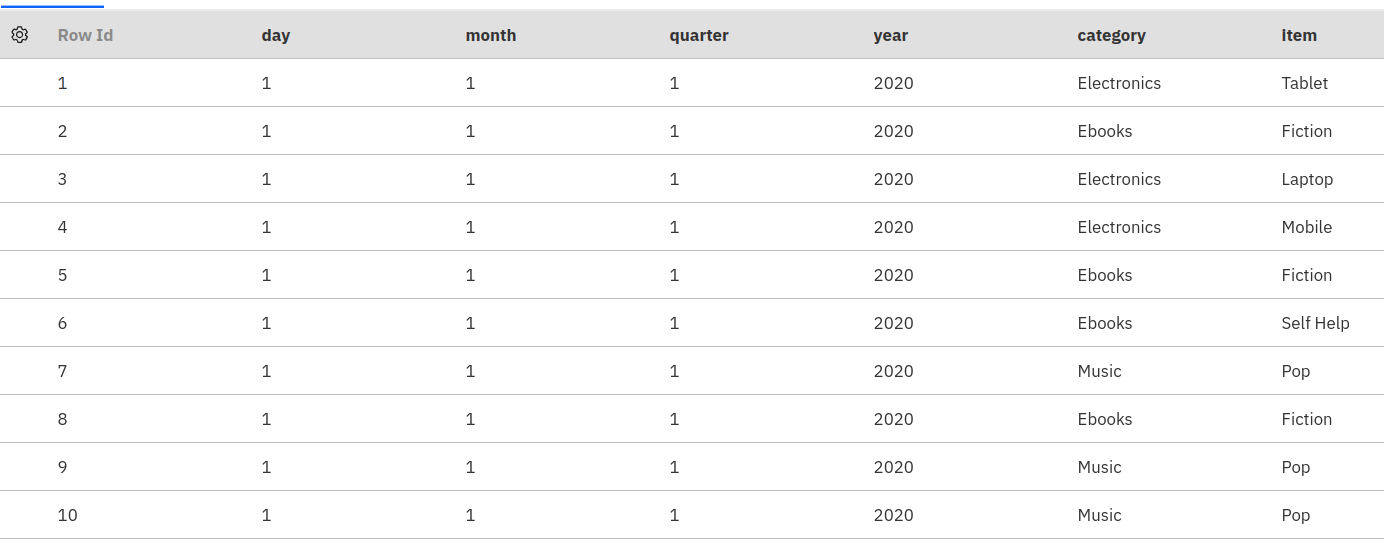 Row Id day month quarter year category item
1 1 1 1 2020 Electronics Tablet
2 1 1 1 2020 Ebooks Fiction
3 1 1 1 2020 Electronics Laptop
4 1 1 1 2020 Electronics Mobile
5 1 1 1 2020 Ebooks Fiction
6 1 1 1 2020 Ebooks Self Help
7 1 1 1 2020 Music Pop
8 1 1 1 2020 Ebooks Fiction
9 1 1 1 2020 Music Pop
10 1 1 1 2020 Music Pop